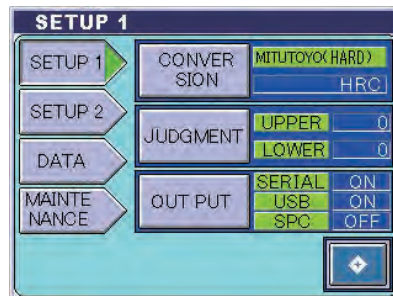 SETUP 1
SETUP 1
CONVER
SION
MITUTOYO(HARD)
HRC
SETUP 2
JUDGMENT
UPPER 0
LOWER 0
DATA
MAINTE
NANCE
OUT PUT
SERIAL ON
USB ON
SPC OFF